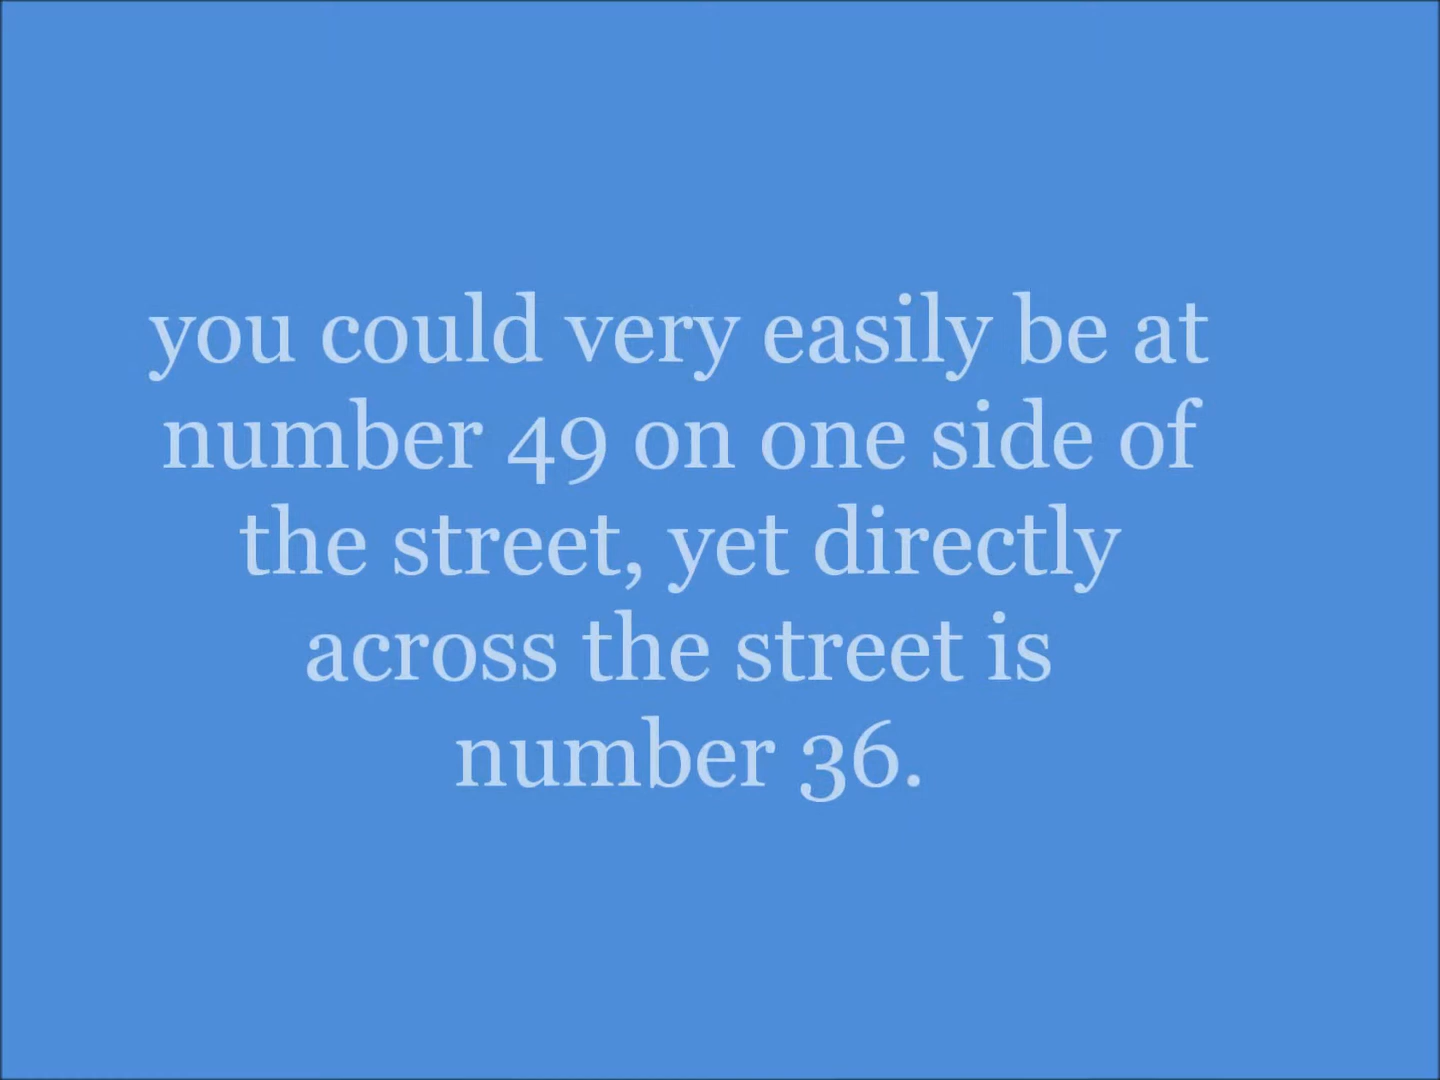 you could very easily be at
number 49 on one side of
the street, yet directly
across the street is
number 36.